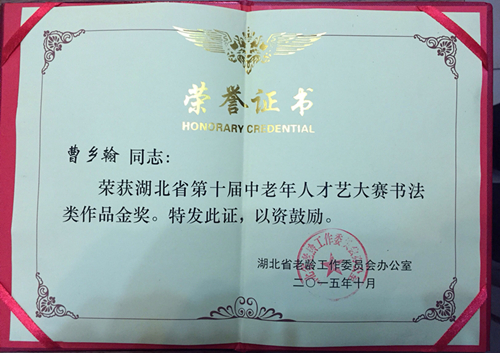 荣誉证书
HONORARY CREDENTIAL
曹乡翰 同志:
荣获湖北省第十届中老年人才艺大赛书法
类作品金奖。特发此证,以资鼓励。
湖北省老龄工作委员会办公室
二〇一五年十月